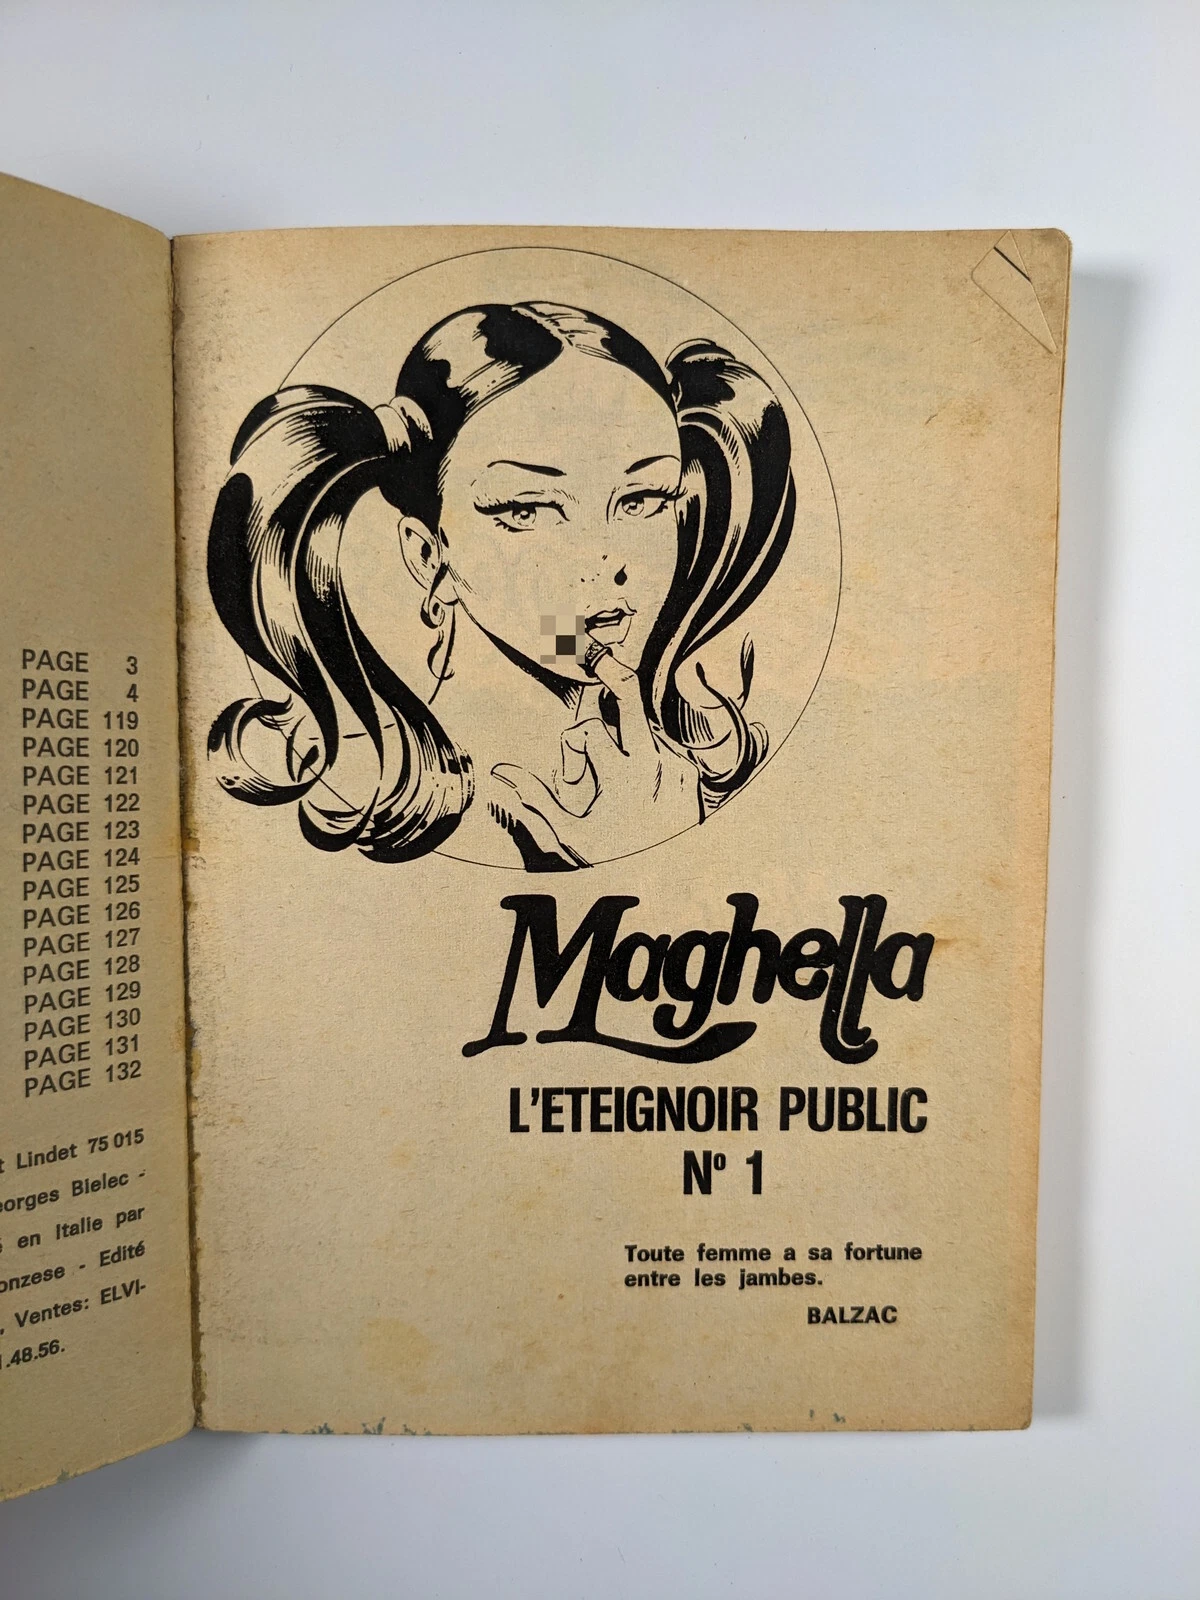 PAGE 3
PAGE 4
PAGE 119
PAGE 120
PAGE 121
PAGE 122
PAGE 123
PAGE 124
PAGE 125
PAGE 126
PAGE 127
PAGE 128
PAGE 129
PAGE 130
PAGE 131
PAGE 132
Lindet 75 015
Bielec -
en Italie par
- Edité
, Ventes: ELVI-
.48.56.
Maghella
L'ETEIGNOIR PUBLIC
Nº 1
Toute femme a sa fortune
entre les jambes.
BALZAC